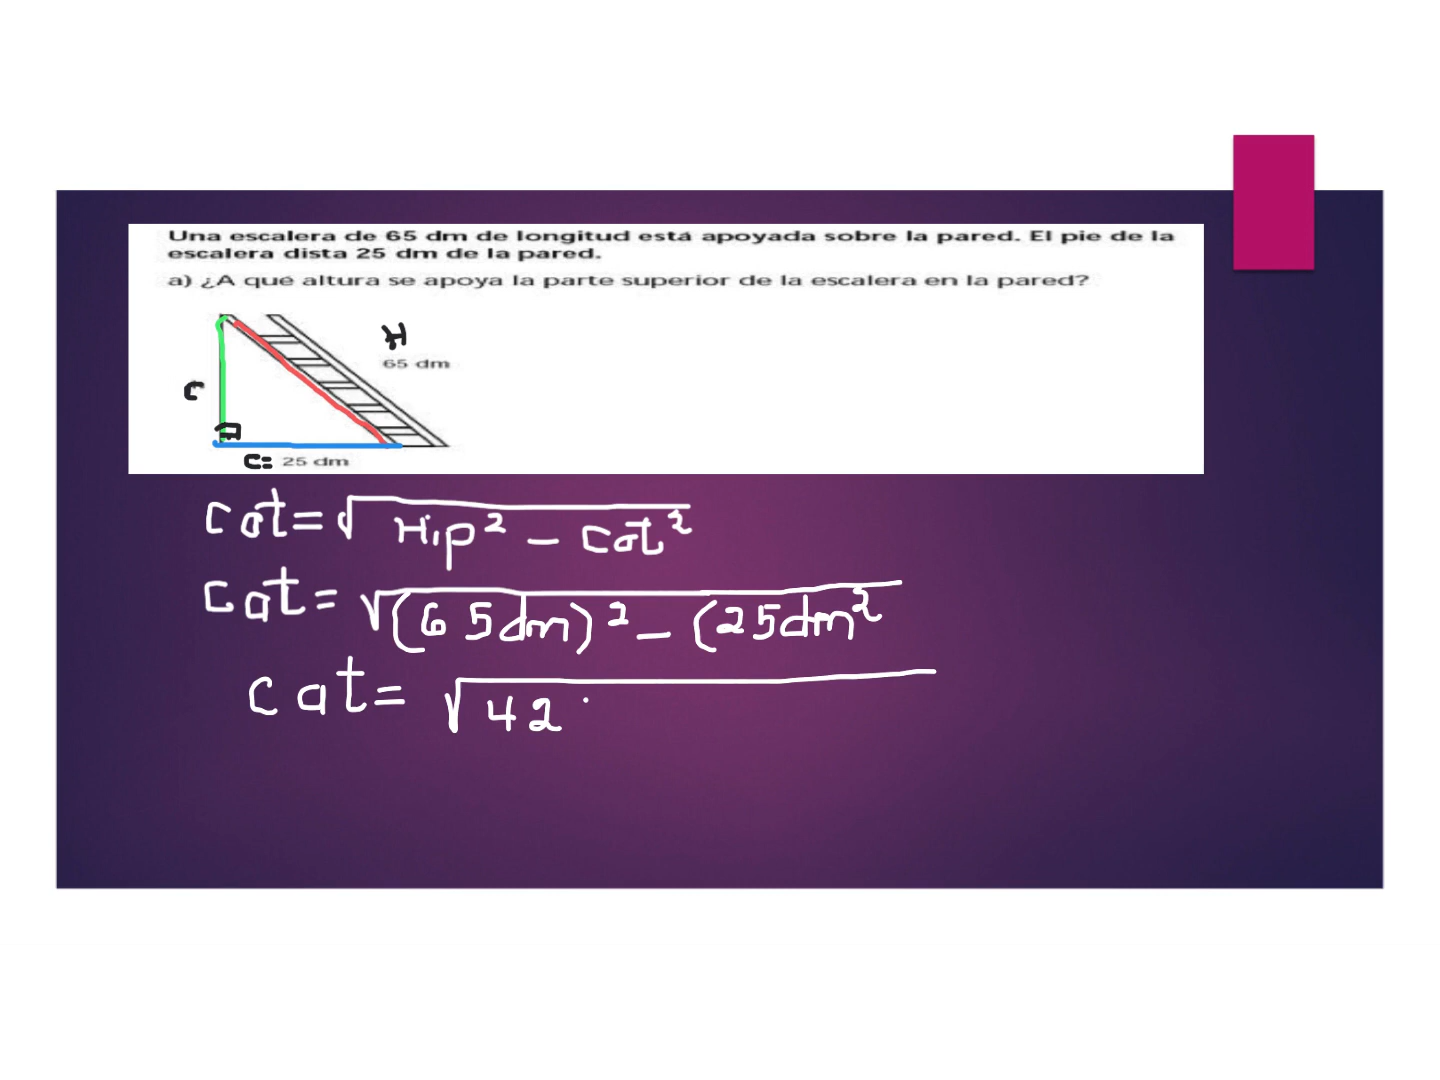 Una escalera de 65 dm de longitud está apoyada sobre la pared. El pie de la
escalera dista 25 dm de la pared.
a) ¿A qué altura se apoya la parte superior de la escalera en la pared?
H
65 dm
C
C= 25 dm
cat= √ Hip² - cat²
cat= √(65dm)² - (25dm²
cat= √42